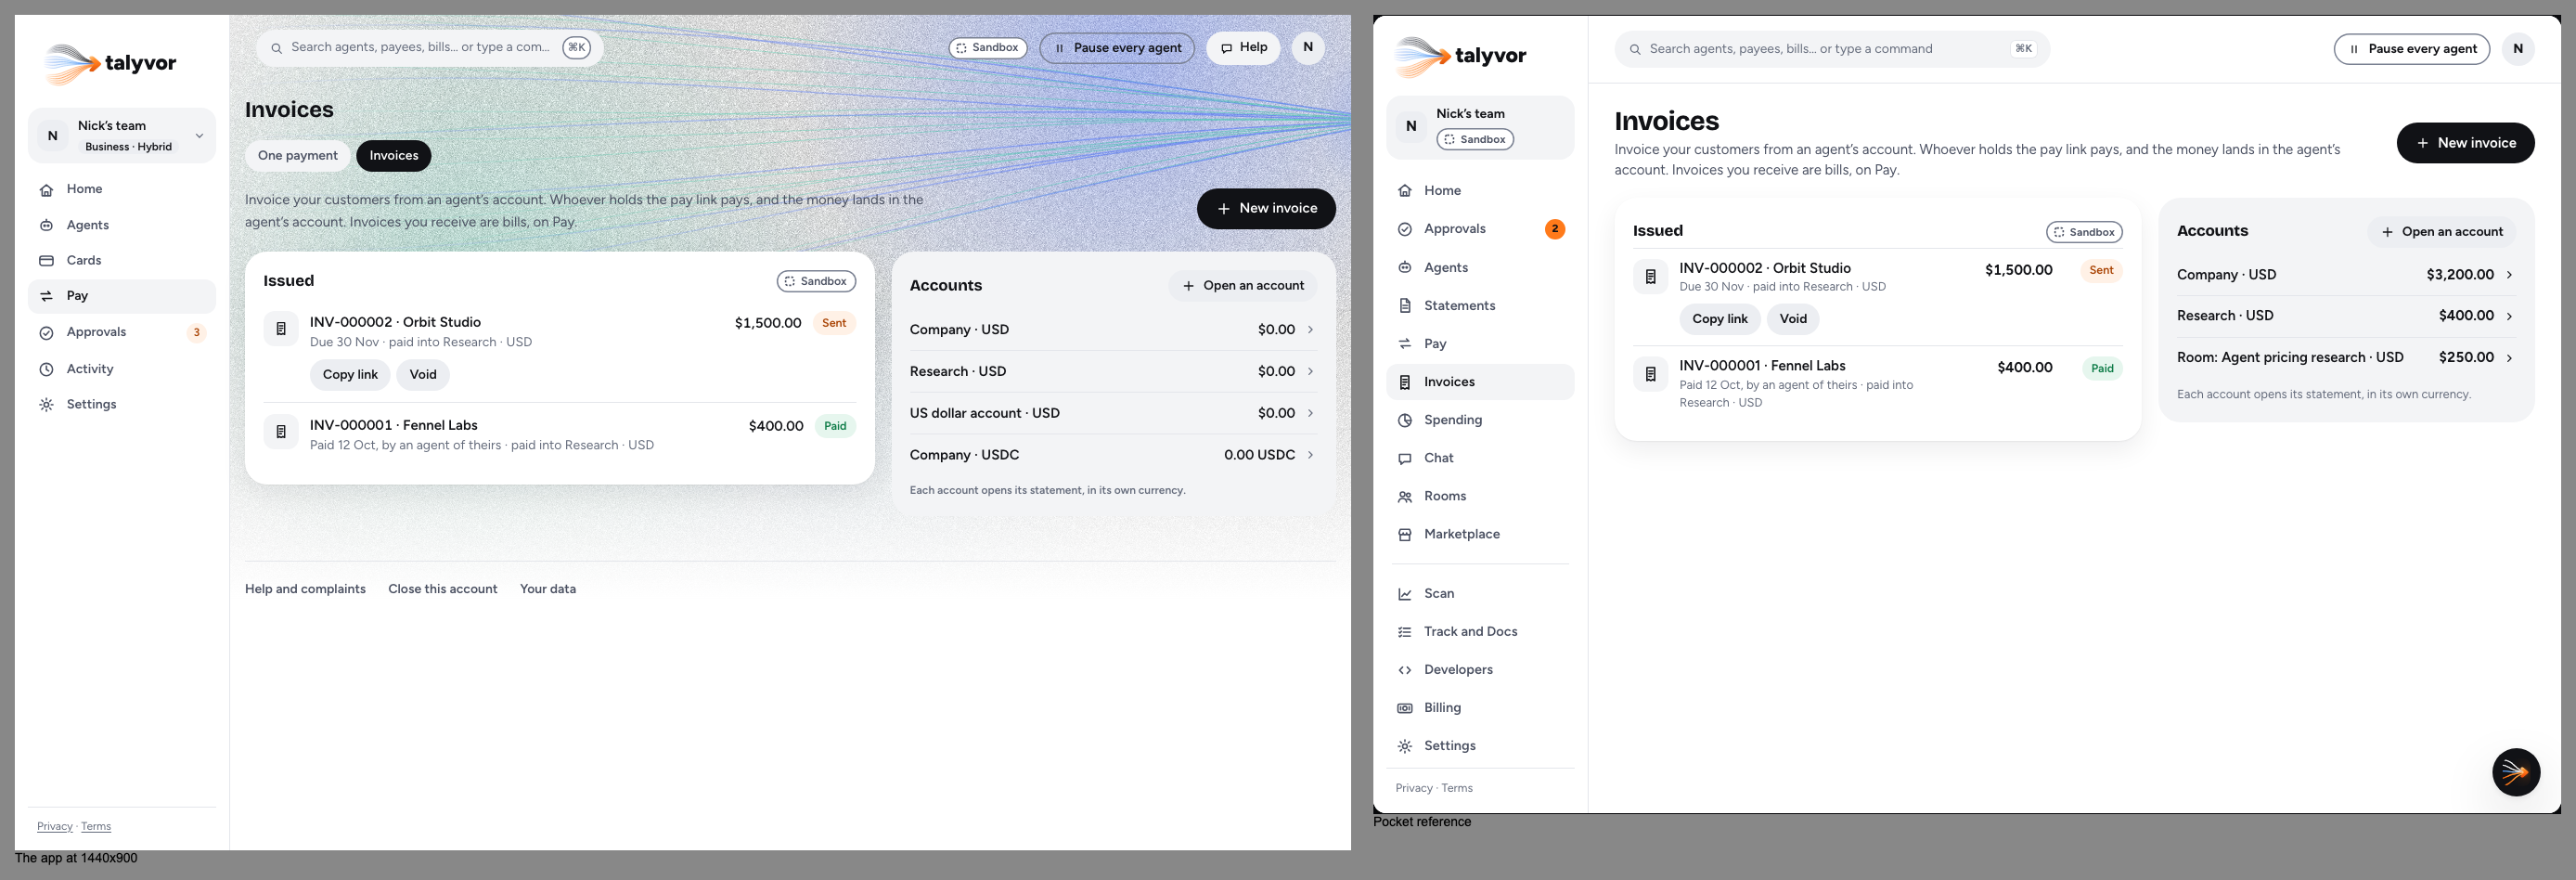 talyvor
N
Nick's team
Business · Hybrid
Home
Agents
Cards
Pay
Approvals
3
Activity
Settings
Privacy · Terms
Search agents, payees, bills... or type a com...
⌘K
Sandbox
Pause every agent
Help
N
Invoices
One payment
Invoices
Invoice your customers from an agent's account. Whoever holds the pay link pays, and the money lands in the
agent's account. Invoices you receive are bills, on Pay.
New invoice
Issued
Sandbox
INV-000002 · Orbit Studio
$1,500.00
Sent
Due 30 Nov · paid into Research · USD
Copy link
Void
INV-000001 · Fennel Labs
$400.00
Paid
Paid 12 Oct, by an agent of theirs · paid into Research · USD
Accounts
Open an account
Company · USD
$0.00
Research · USD
$0.00
US dollar account · USD
$0.00
Company · USDC
0.00 USDC
Each account opens its statement, in its own currency.
Help and complaints
Close this account
Your data
The app at 1440x900
talyvor
N
Nick's team
Sandbox
Home
Approvals
2
Agents
Statements
Pay
Invoices
Spending
Chat
Rooms
Marketplace
Scan
Track and Docs
Developers
Billing
Settings
Privacy · Terms
Search agents, payees, bills... or type a command
⌘K
Pause every agent
N
Invoices
Invoice your customers from an agent's account. Whoever holds the pay link pays, and the money lands in the agent's
account. Invoices you receive are bills, on Pay.
New invoice
Issued
Sandbox
INV-000002 · Orbit Studio
$1,500.00
Sent
Due 30 Nov · paid into Research · USD
Copy link
Void
INV-000001 · Fennel Labs
$400.00
Paid
Paid 12 Oct, by an agent of theirs · paid into
Research · USD
Accounts
Open an account
Company · USD
$3,200.00
Research · USD
$400.00
Room: Agent pricing research · USD
$250.00
Each account opens its statement, in its own currency.
Pocket reference